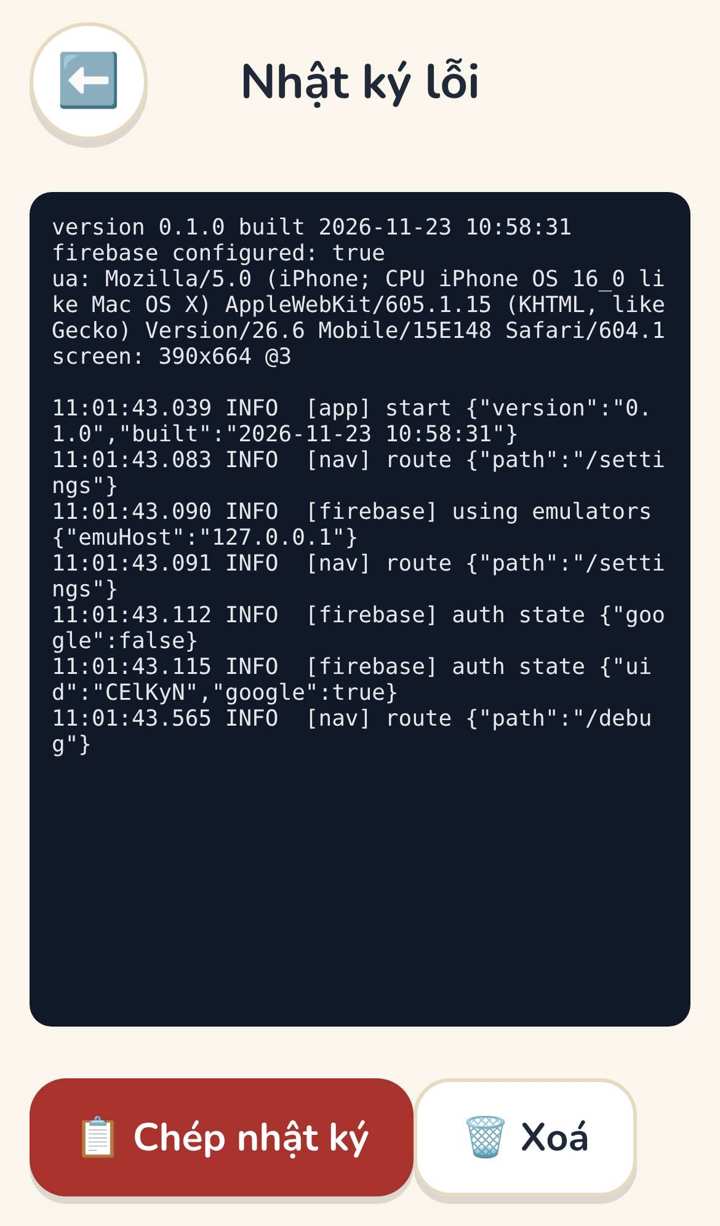 Nhật ký lỗi
version 0.1.0 built 2026-11-23 10:58:31
firebase configured: true
ua: Mozilla/5.0 (iPhone; CPU iPhone OS 16_0 li
ke Mac OS X) AppleWebKit/605.1.15 (KHTML, like
Gecko) Version/26.6 Mobile/15E148 Safari/604.1
screen: 390x664 @3
11:01:43.039 INFO  [app] start {"version":"0.
1.0","built":"2026-11-23 10:58:31"}
11:01:43.083 INFO  [nav] route {"path":"/setti
ngs"}
11:01:43.090 INFO  [firebase] using emulators
{"emuHost":"127.0.0.1"}
11:01:43.091 INFO  [nav] route {"path":"/setti
ngs"}
11:01:43.112 INFO  [firebase] auth state {"goo
gle":false}
11:01:43.115 INFO  [firebase] auth state {"ui
d":"CElKyN","google":true}
11:01:43.565 INFO  [nav] route {"path":"/debu
g"}
Chép nhật ký
Xoá